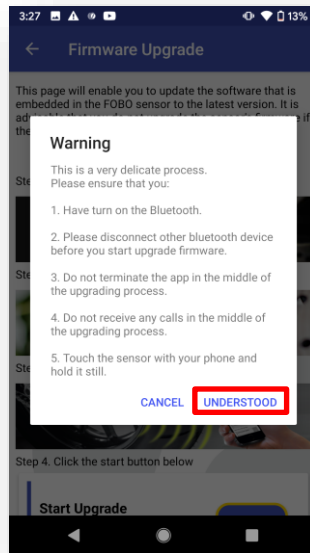 3:27
13%
Firmware Upgrade
This page will enable you to update the software that is
embedded in the FOBO sensor to the latest version. It is
if
the
Warning
This is a very delicate process.
Please ensure that you:
Ste
1. Have turn on the Bluetooth.
2. Please disconnect other bluetooth device
before you start upgrade firmware.
Ste
3. Do not terminate the app in the middle of
the upgrading process.
4. Do not receive any calls in the middle of
the upgrading process.
Ste
5. Touch the sensor with your phone and
hold it still.
CANCEL UNDERSTOOD
Step 4. Click the start button below
Start Upgrade